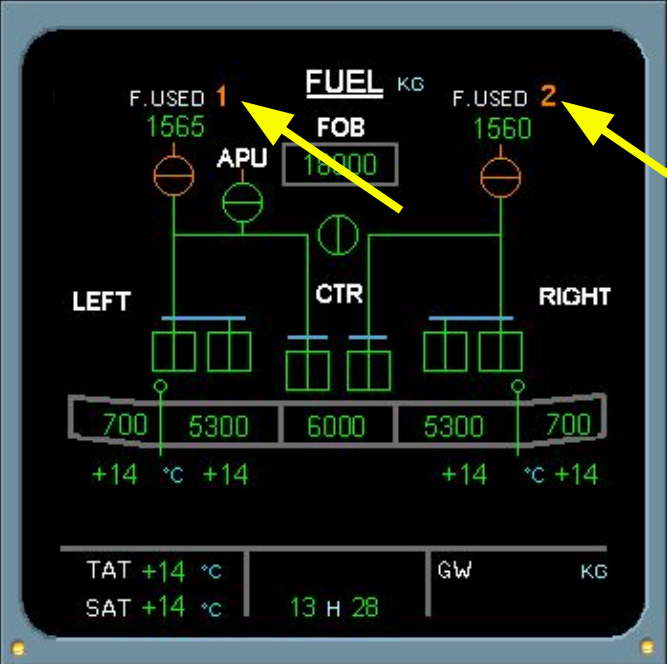 FUEL KG
F.USED 1 F.USED 2
1565 FOB 1560
APU 18000
LEFT CTR RIGHT
700 5300 6000 5300 700
+14 °C +14 +14 °C +14
TAT +14 °C GW KG
SAT +14 °C 13 H 28